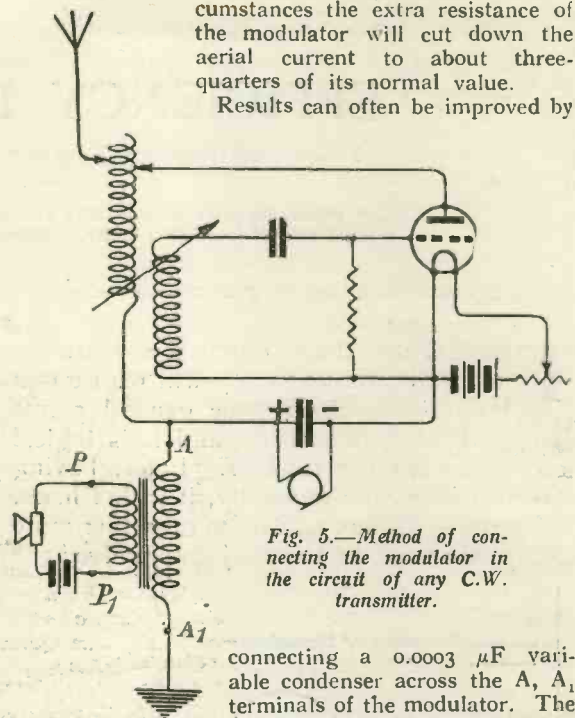 cumstances the extra resistance of
the modulator will cut down the
aerial current to about three-
quarters of its normal value.
Results can often be improved by
+ −
A
P
P₁
A₁
Fig. 5.—Method of con-
necting the modulator in
the circuit of any C.W.
transmitter.
connecting a 0.0003 μF vari-
able condenser across the A, A₁
terminals of the modulator. The